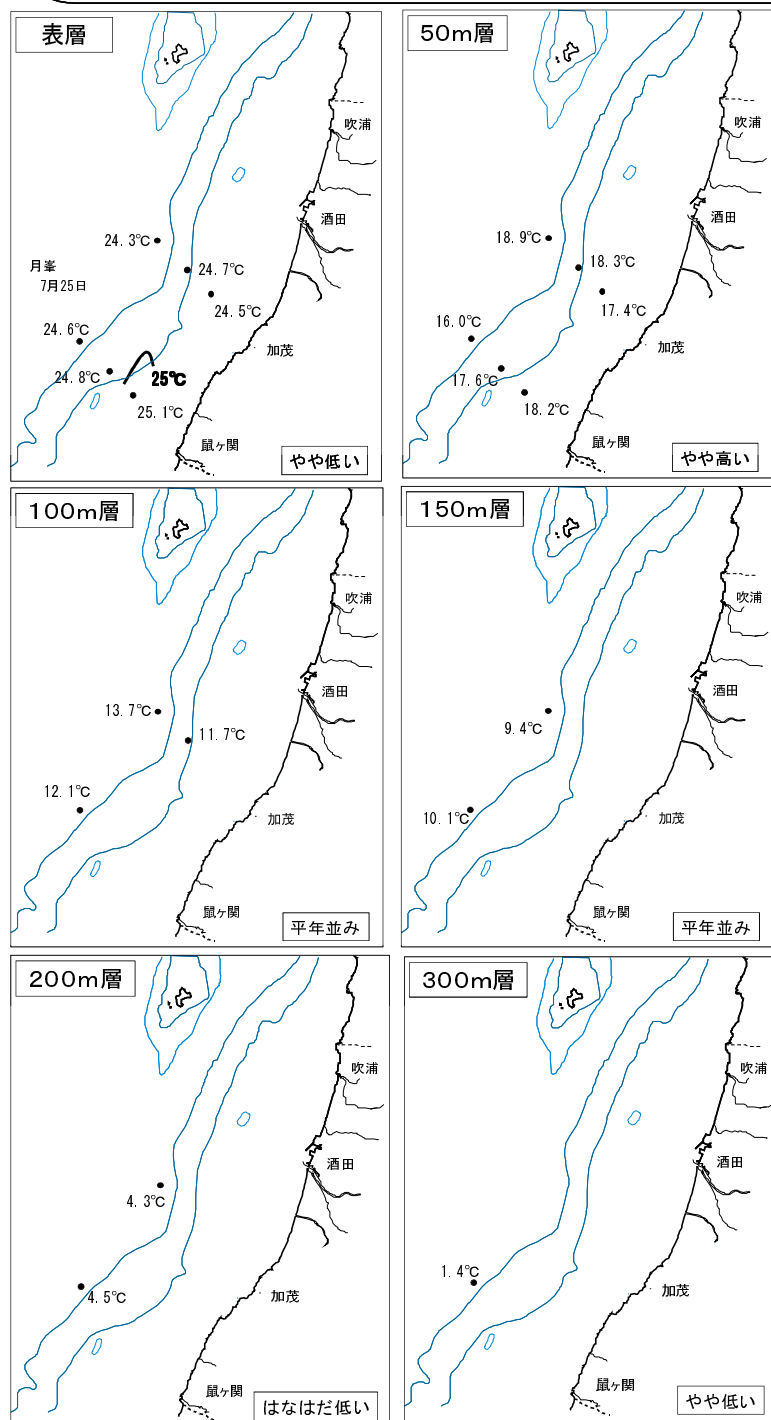 表層
吹浦
酒田
24.3℃
24.7℃
月峯
7月25日
24.5℃
24.6℃
加茂
24.8℃
25℃
25.1℃
鼠ヶ関
やや低い
50m層
吹浦
酒田
18.9℃
18.3℃
17.4℃
16.0℃
加茂
17.6℃
18.2℃
鼠ヶ関
やや高い
100m層
吹浦
酒田
13.7℃
11.7℃
12.1℃
加茂
鼠ヶ関
平年並み
150m層
吹浦
酒田
9.4℃
10.1℃
加茂
鼠ヶ関
平年並み
200m層
吹浦
酒田
4.3℃
4.5℃
加茂
鼠ヶ関
はなはだ低い
300m層
吹浦
酒田
1.4℃
加茂
鼠ヶ関
やや低い